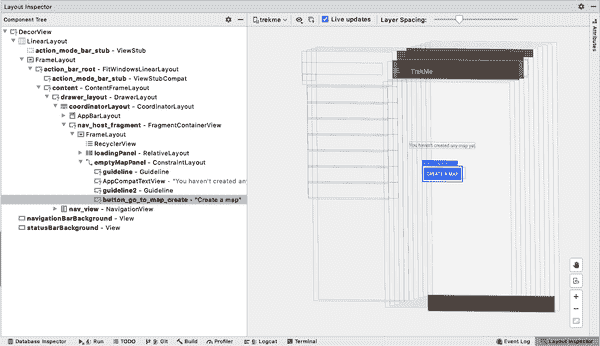 Layout Inspector
Component Tree
trekme
Live updates
Layer Spacing:
DecorView
LinearLayout
action_mode_bar_stub - ViewStub
FrameLayout
action_bar_root - FitWindowsLinearLayout
action_mode_bar_stub - ViewStubCompat
content - ContentFrameLayout
drawer_layout - DrawerLayout
coordinatorLayout - CoordinatorLayout
AppBarLayout
nav_host_fragment - FragmentContainerView
FrameLayout
RecyclerView
loadingPanel - RelativeLayout
emptyMapPanel - ConstraintLayout
guideline - Guideline
AppCompatTextView - "You haven't created an
guideline2 - Guideline
button_go_to_map_create - "Create a map"
nav_view - NavigationView
navigationBarBackground - View
statusBarBackground - View
TrekMe
You haven't created any map yet
CREATE A MAP
Attributes
Database Inspector
4: Run
TODO
9: Git
Build
Profiler
6: Logcat
Terminal
Event Log
Layout Inspector